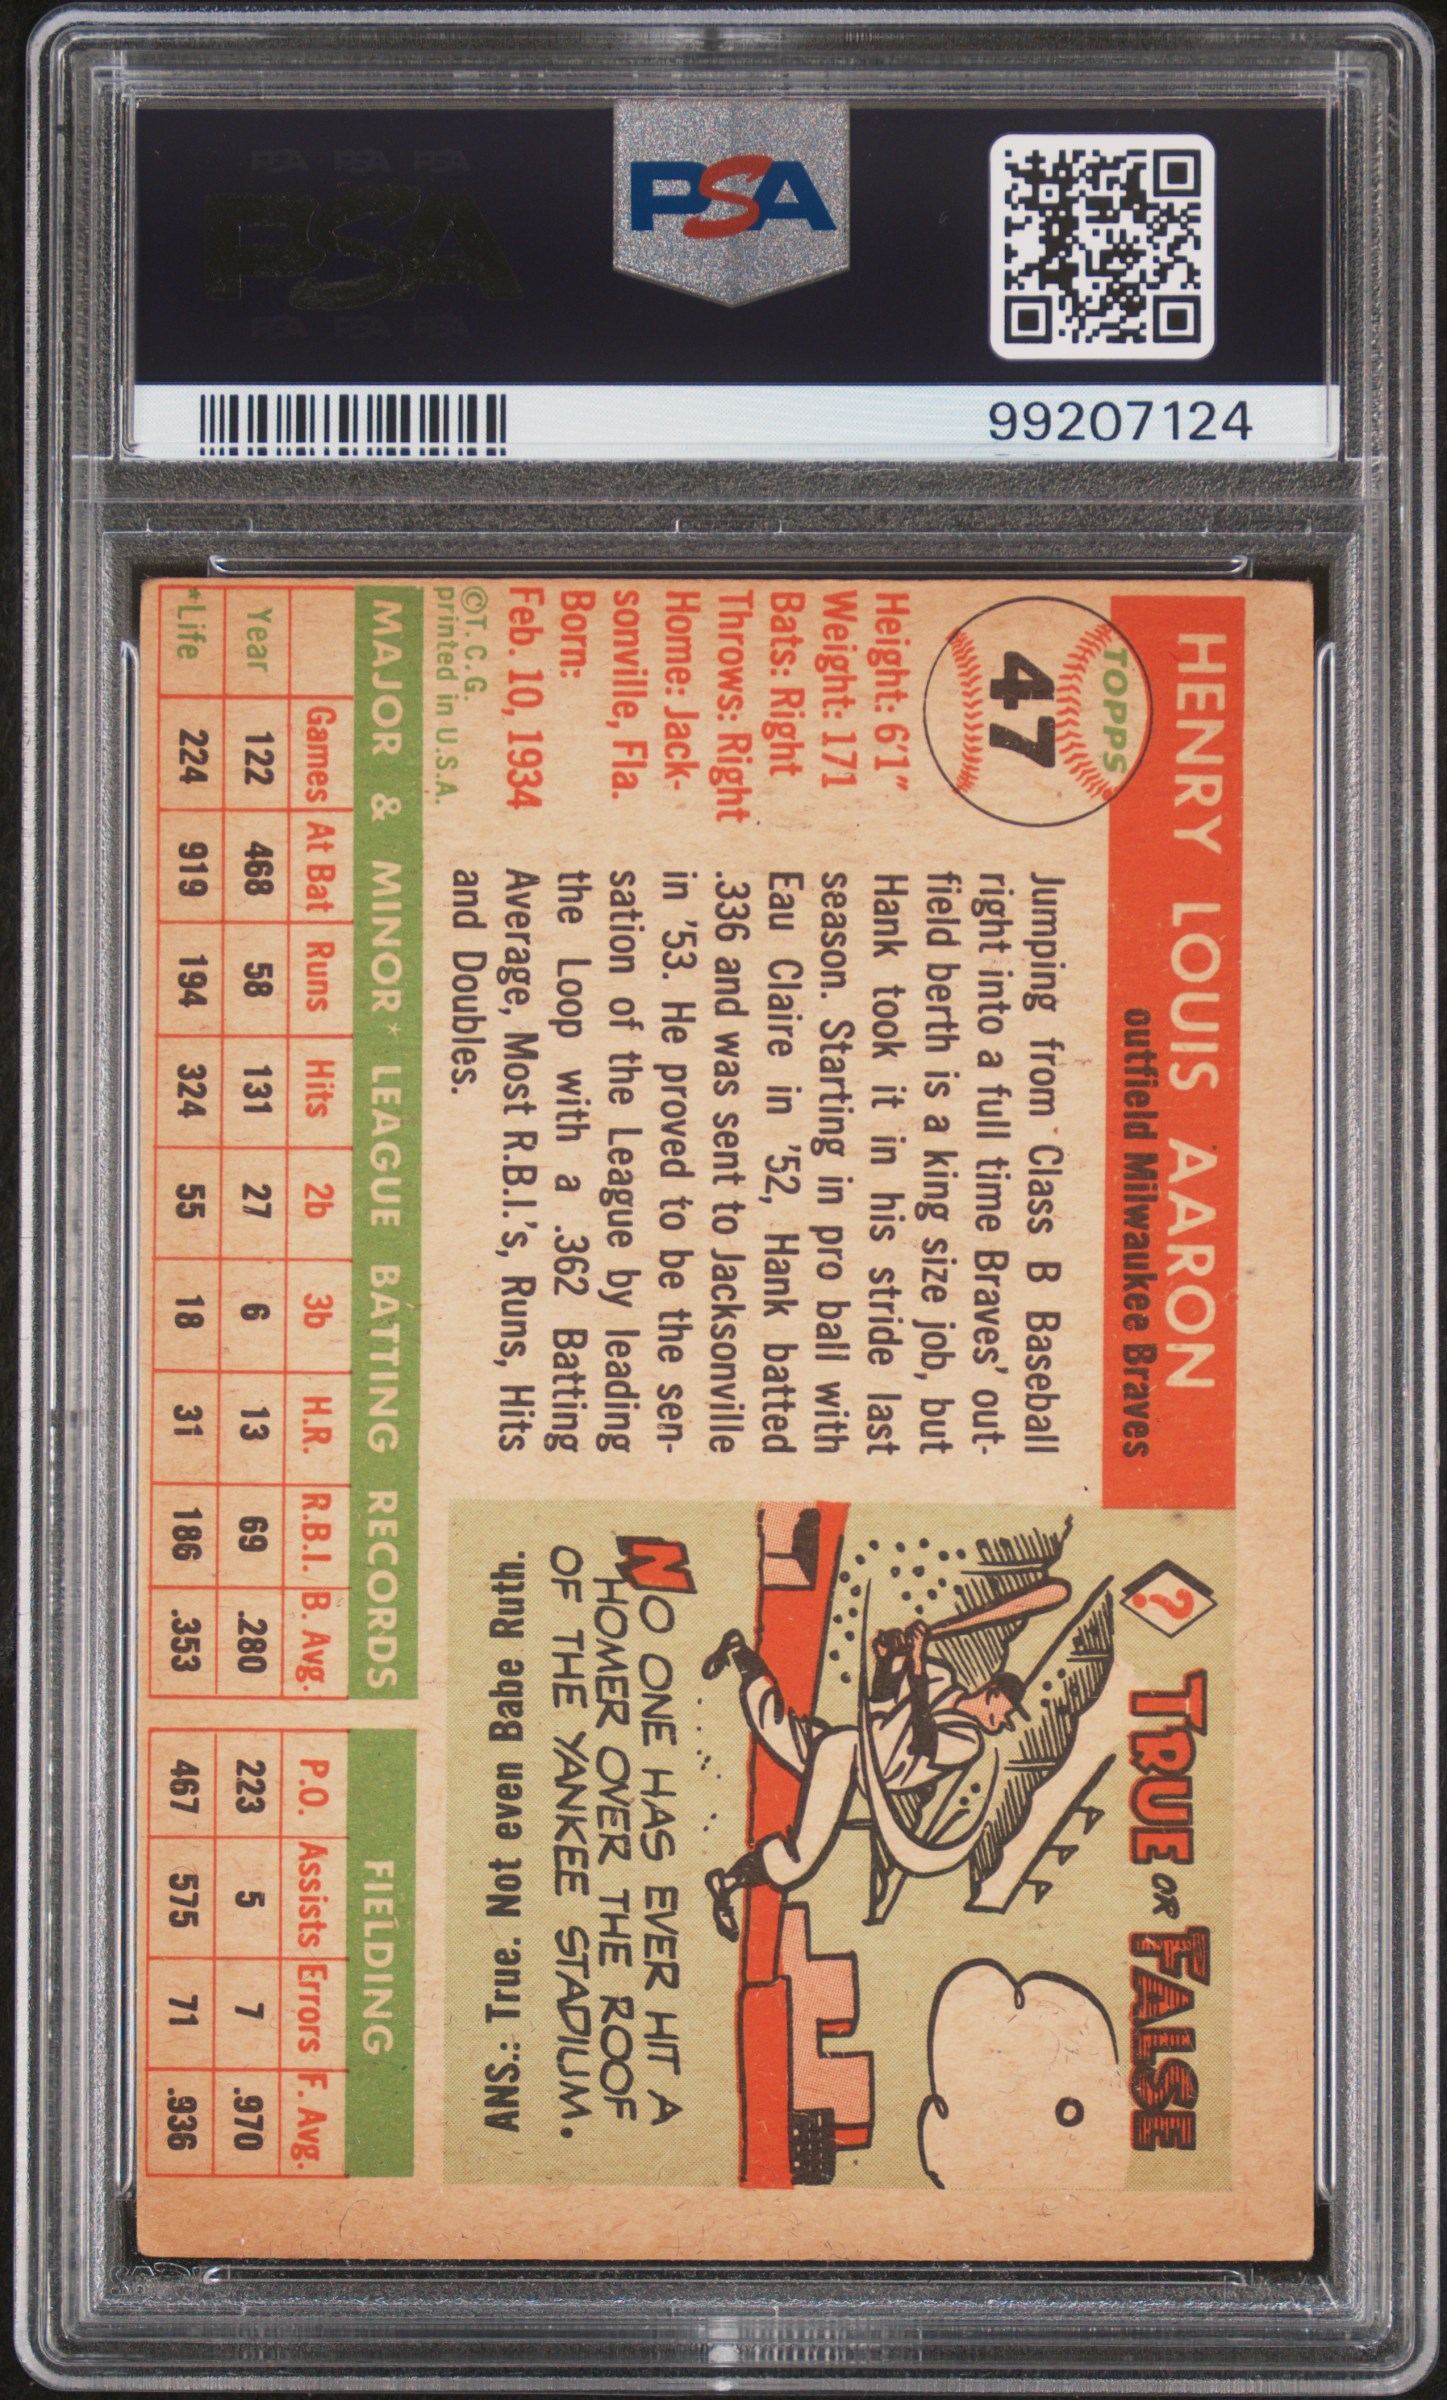 PSA
99207124
HENRY LOUIS AARON
outfield Milwaukee Braves
TOPPS
47
Height: 6'1"
Weight: 171
Bats: Right
Throws: Right
Home: Jack-
sonville, Fla.
Born:
Feb. 10, 1934
©T. C. G.
printed in U.S.A.
Jumping from Class B Baseball
right into a full time Braves' out-
field berth is a king size job, but
Hank took it in his stride last
season. Starting in pro ball with
Eau Claire in '52, Hank batted
.336 and was sent to Jacksonville
in '53. He proved to be the sen-
sation of the League by leading
the Loop with a .362 Batting
Average, Most R.B.I.'s, Runs, Hits
and Doubles.
? TRUE OR FALSE
NO ONE HAS EVER HIT A
HOMER OVER THE ROOF
OF THE YANKEE STADIUM.
ANS.: True. Not even Babe Ruth.
MAJOR & MINOR * LEAGUE BATTING RECORDS FIELDING
Games At Bat Runs Hits 2b 3b H.R. R.B.I. B. Avg. P.O. Assists Errors F. Avg.
Year 122 468 58 131 27 6 13 69 .280 223 5 7 .970
*Life 224 919 194 324 55 18 31 186 .353 467 575 71 .936
PSA PSA PSA
PSA
PSA PSA PSA